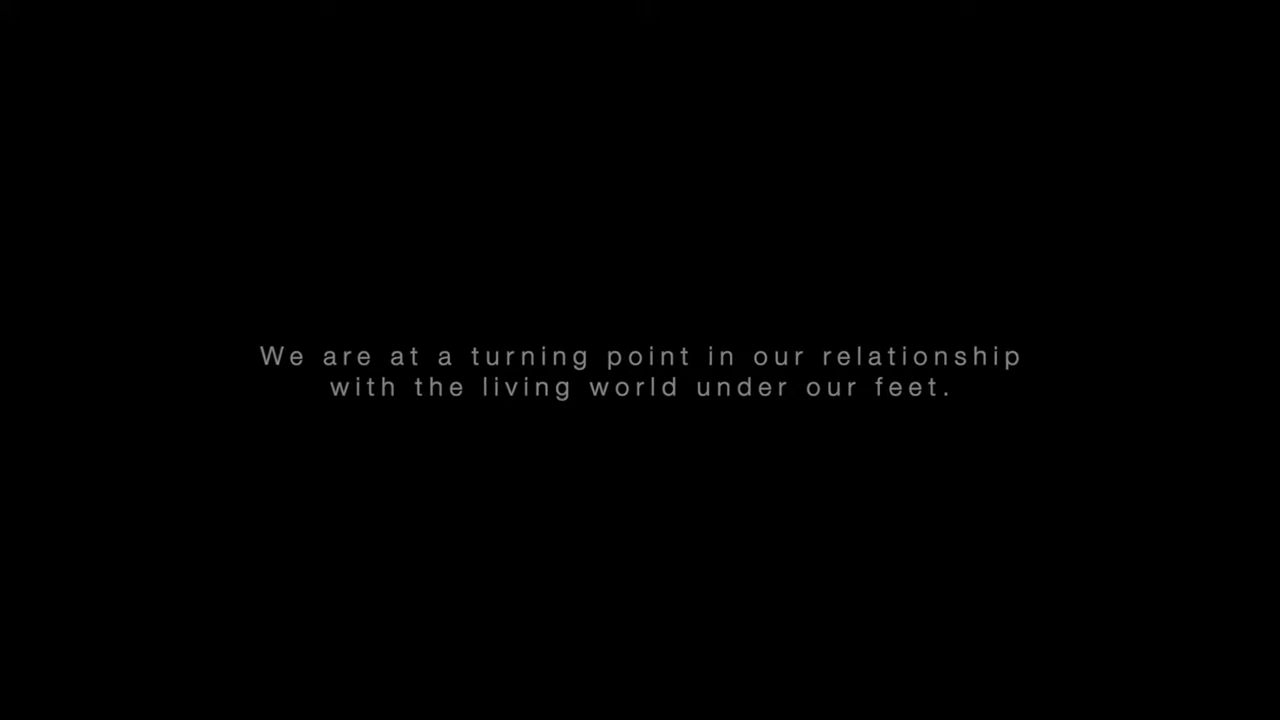 We are at a turning point in our relationship
with the living world under our feet.